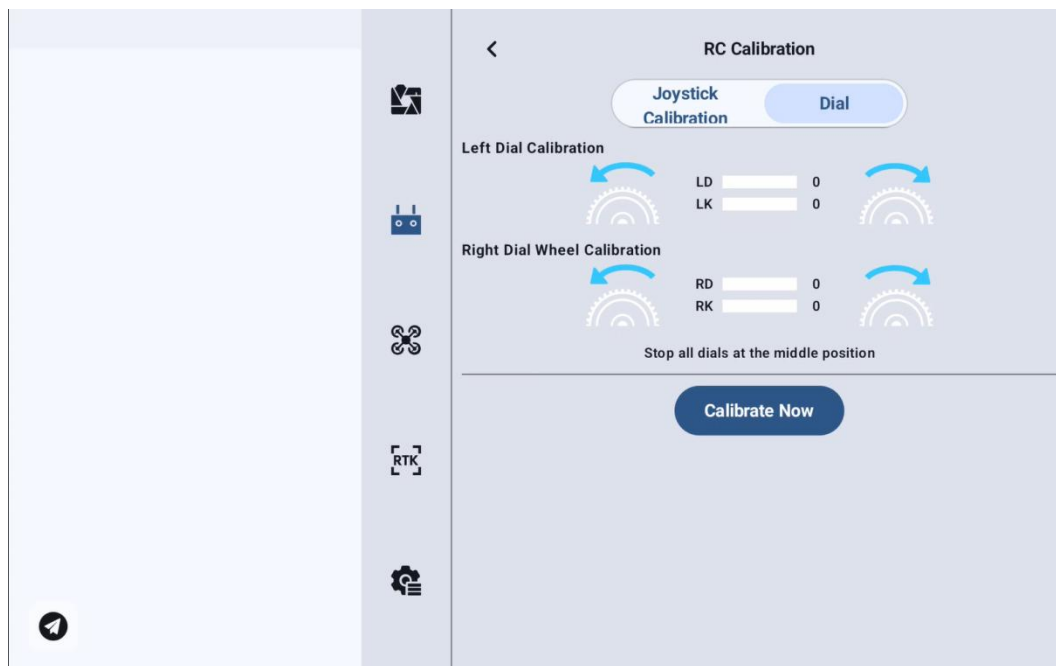 RC Calibration
Joystick
Calibration
Dial
Left Dial Calibration
LD 0
LK 0
Right Dial Wheel Calibration
RD 0
RK 0
Stop all dials at the middle position
RTK
Calibrate Now